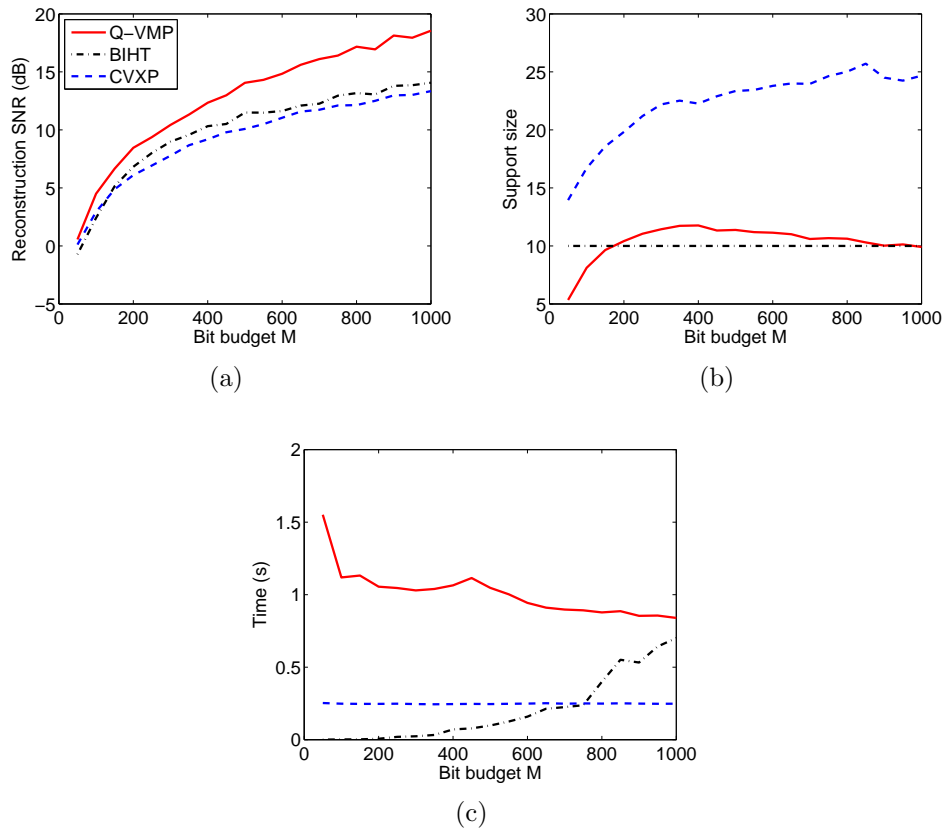 20
15
10
5
0
−5
Reconstruction SNR (dB)
Q−VMP
BIHT
CVXP
0 200 400 600 800 1000
Bit budget M
(a)
30
25
20
15
10
5
Support size
0 200 400 600 800 1000
Bit budget M
(b)
2
1.5
1
0.5
0
Time (s)
0 200 400 600 800 1000
Bit budget M
(c)